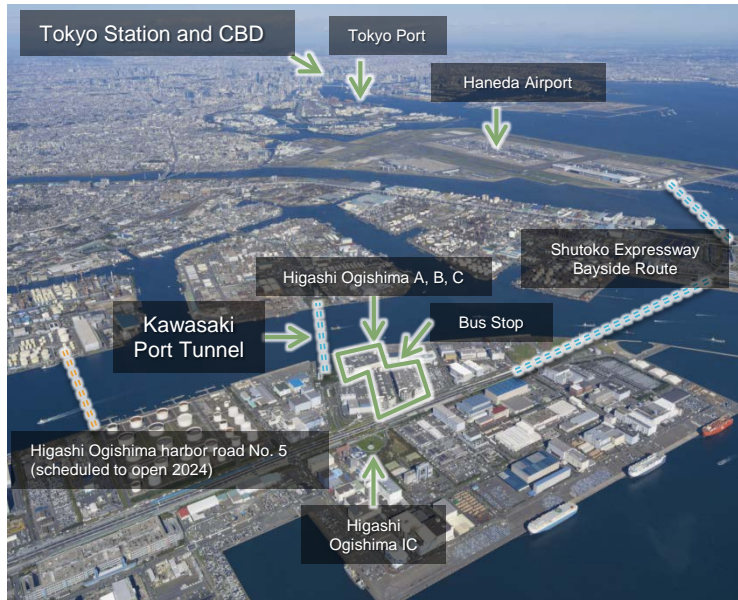 Tokyo Station and CBD
Tokyo Port
Haneda Airport
Shutoko Expressway
Bayside Route
Higashi Ogishima A, B, C
Kawasaki
Port Tunnel
Bus Stop
Higashi Ogishima harbor road No. 5
(scheduled to open 2024)
Higashi
Ogishima IC